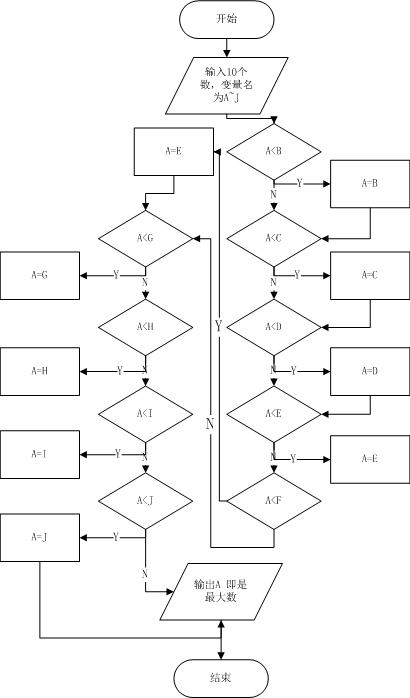 开始
输入10个
数，变量名
为A~J
A<B
Y
A=B
N
A<C
Y
A=C
N
A<D
Y
A=D
N
A<E
Y
A=E
N
A<F
Y
N
A=E
A<G
Y
A=G
N
A<H
Y
A=H
N
A<I
Y
A=I
N
A<J
Y
A=J
N
输出A 即是
最大数
结束